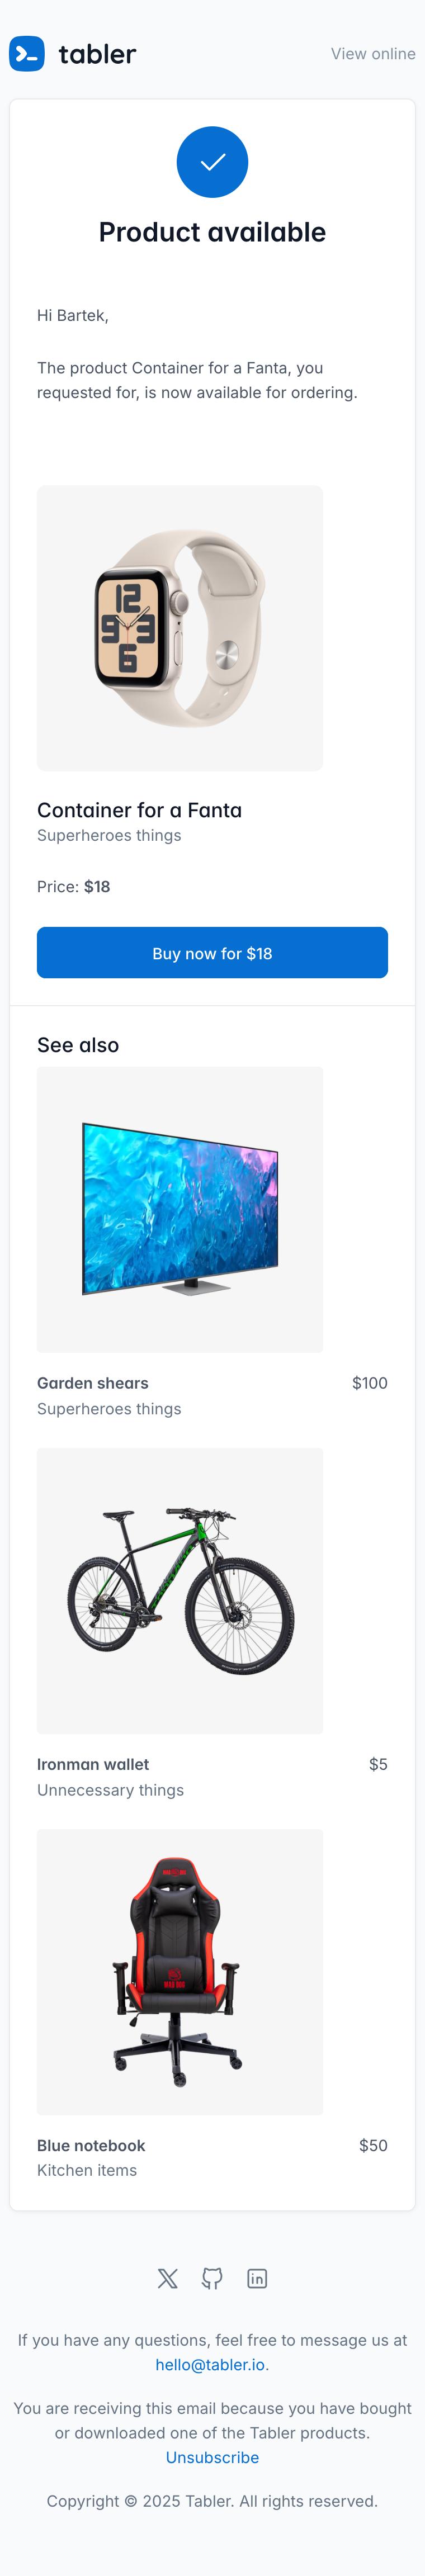 tabler
View online
Product available
Hi Bartek,
The product Container for a Fanta, you
requested for, is now available for ordering.
12
9 3
6
Container for a Fanta
Superheroes things
Price: $18
Buy now for $18
See also
Garden shears
$100
Superheroes things
Ironman wallet
$5
Unnecessary things
Blue notebook
$50
Kitchen items
If you have any questions, feel free to message us at
hello@tabler.io.
You are receiving this email because you have bought
or downloaded one of the Tabler products.
Unsubscribe
Copyright © 2025 Tabler. All rights reserved.